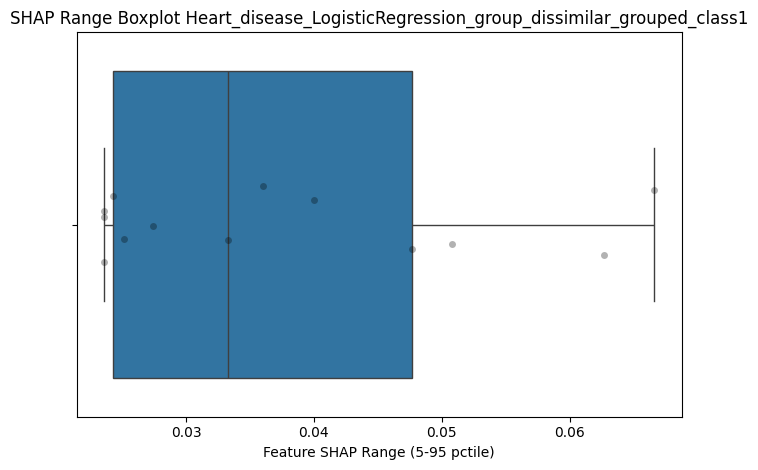 SHAP Range Boxplot Heart_disease_LogisticRegression_group_dissimilar_grouped_class1
0.03 0.04 0.05 0.06
Feature SHAP Range (5-95 pctile)